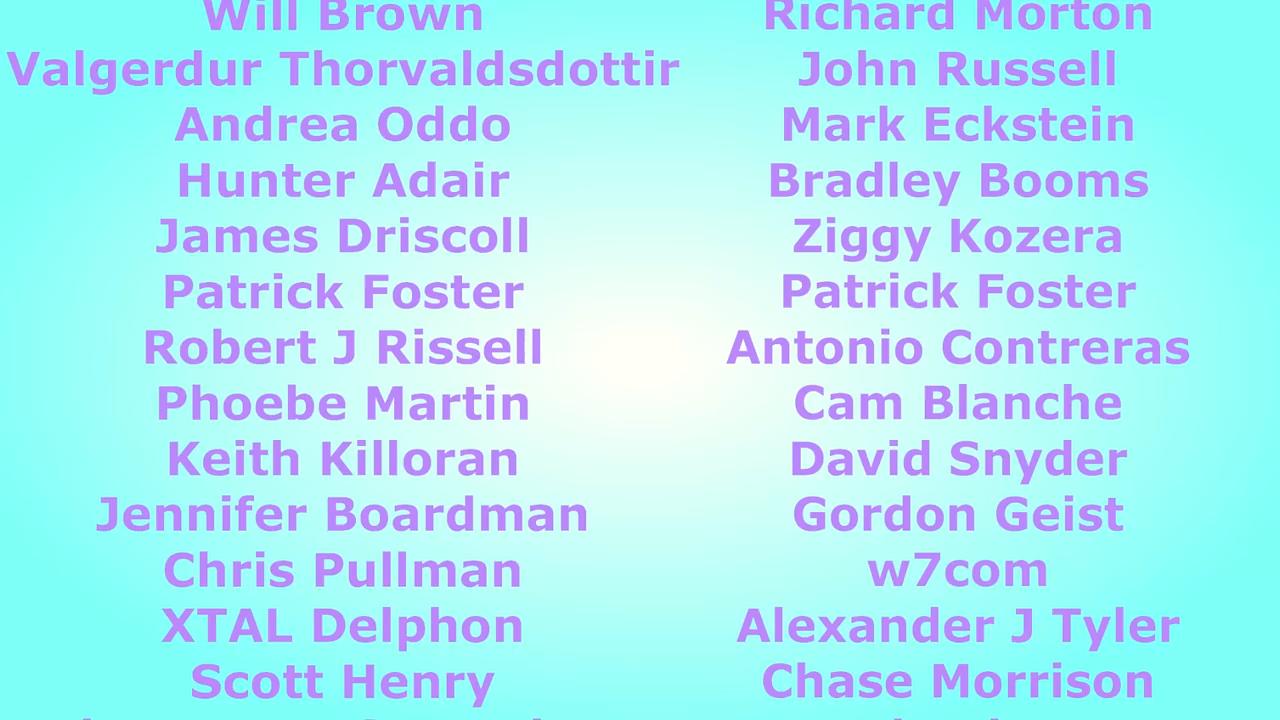 Will Brown
Valgerdur Thorvaldsdottir
Andrea Oddo
Hunter Adair
James Driscoll
Patrick Foster
Robert J Rissell
Phoebe Martin
Keith Killoran
Jennifer Boardman
Chris Pullman
XTAL Delphon
Scott Henry
Richard Morton
John Russell
Mark Eckstein
Bradley Booms
Ziggy Kozera
Patrick Foster
Antonio Contreras
Cam Blanche
David Snyder
Gordon Geist
w7com
Alexander J Tyler
Chase Morrison